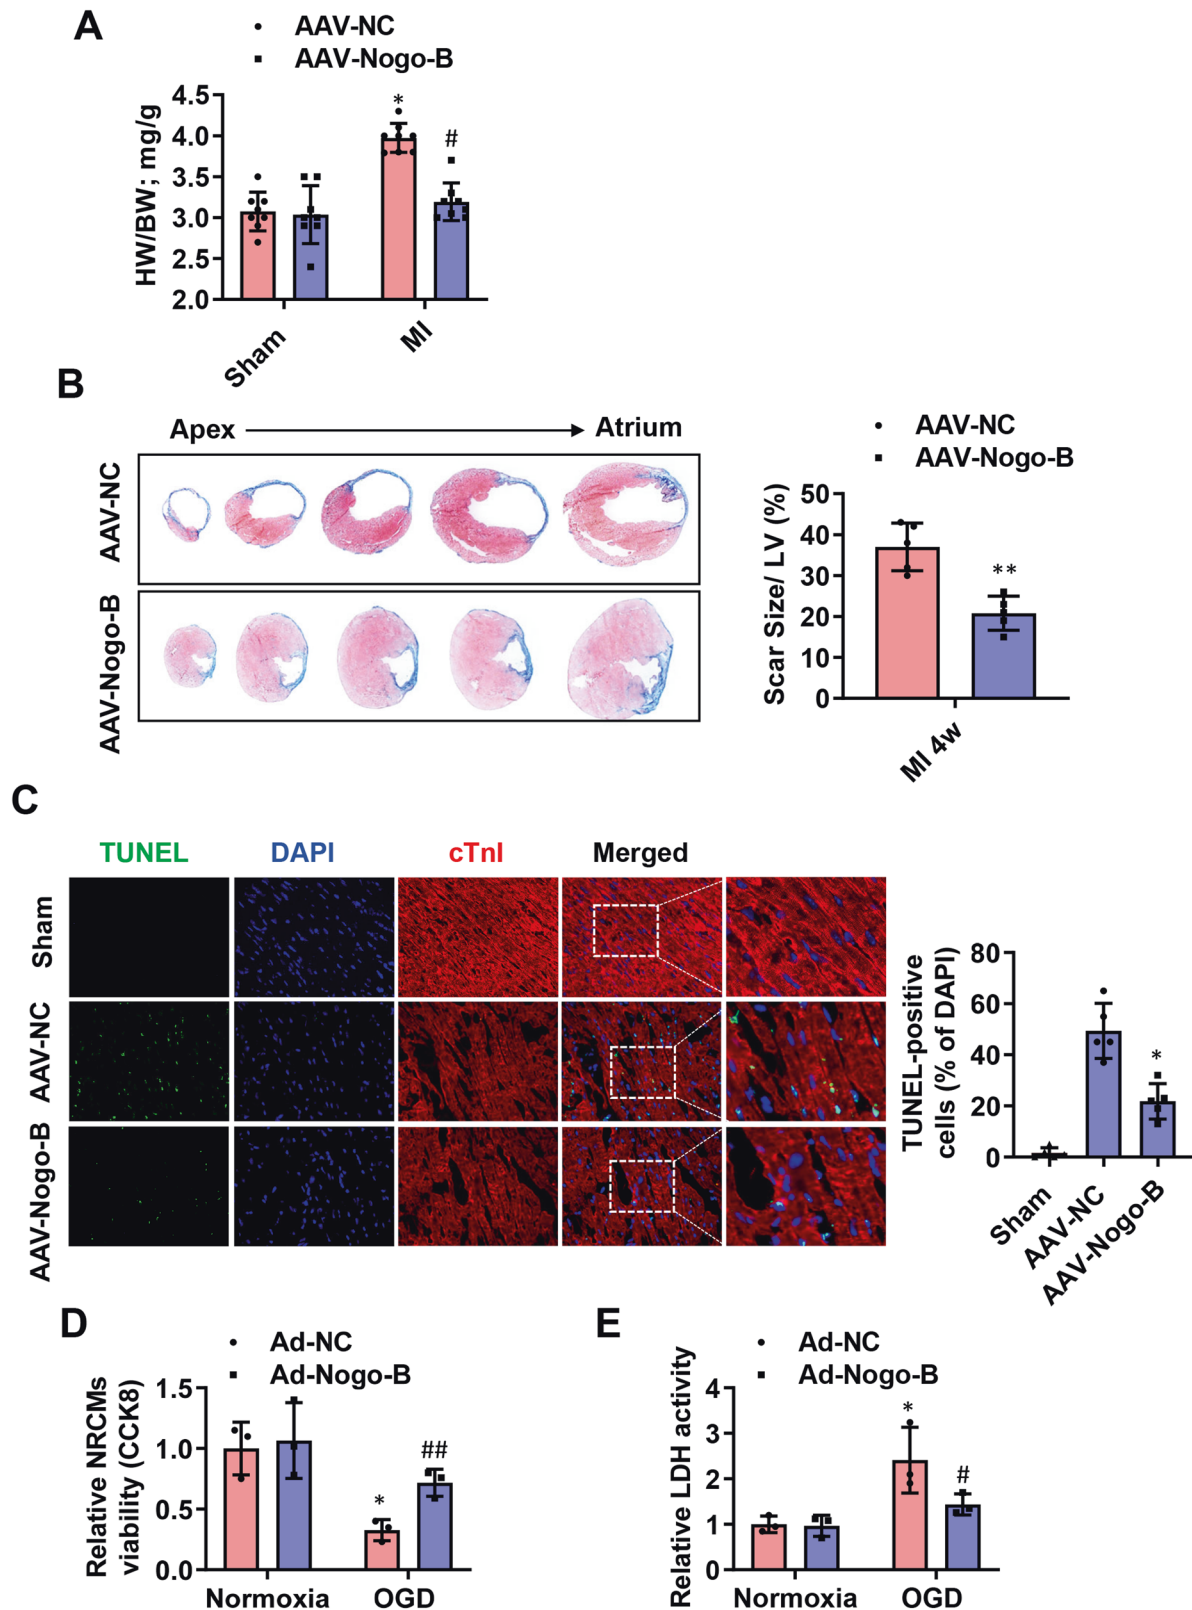 A
AAV-NC
AAV-Nogo-B
HW/BW; mg/g
4.5
4.0
3.5
3.0
2.5
2.0
*
#
Sham
MI
B
Apex
Atrium
AAV-NC
AAV-Nogo-B
AAV-NC
AAV-Nogo-B
Scar Size/ LV (%)
50
40
30
20
10
0
**
MI 4w
C
TUNEL
DAPI
cTnI
Merged
Sham
AAV-NC
AAV-Nogo-B
TUNEL-positive
cells (% of DAPI)
80
60
40
20
0
*
Sham
AAV-NC
AAV-Nogo-B
D
Ad-NC
Ad-Nogo-B
Relative NRCMs
viability (CCK8)
1.5
1.0
0.5
0.0
*
##
Normoxia
OGD
E
Ad-NC
Ad-Nogo-B
Relative LDH activity
4
3
2
1
0
*
#
Normoxia
OGD